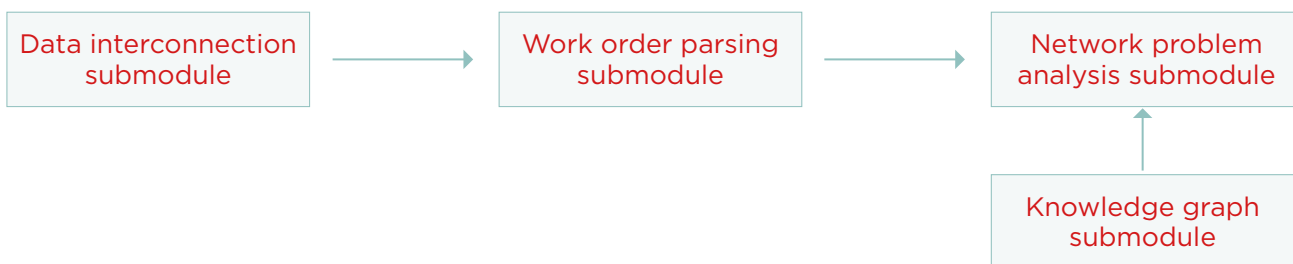 Data interconnection
submodule
Work order parsing
submodule
Network problem
analysis submodule
Knowledge graph
submodule